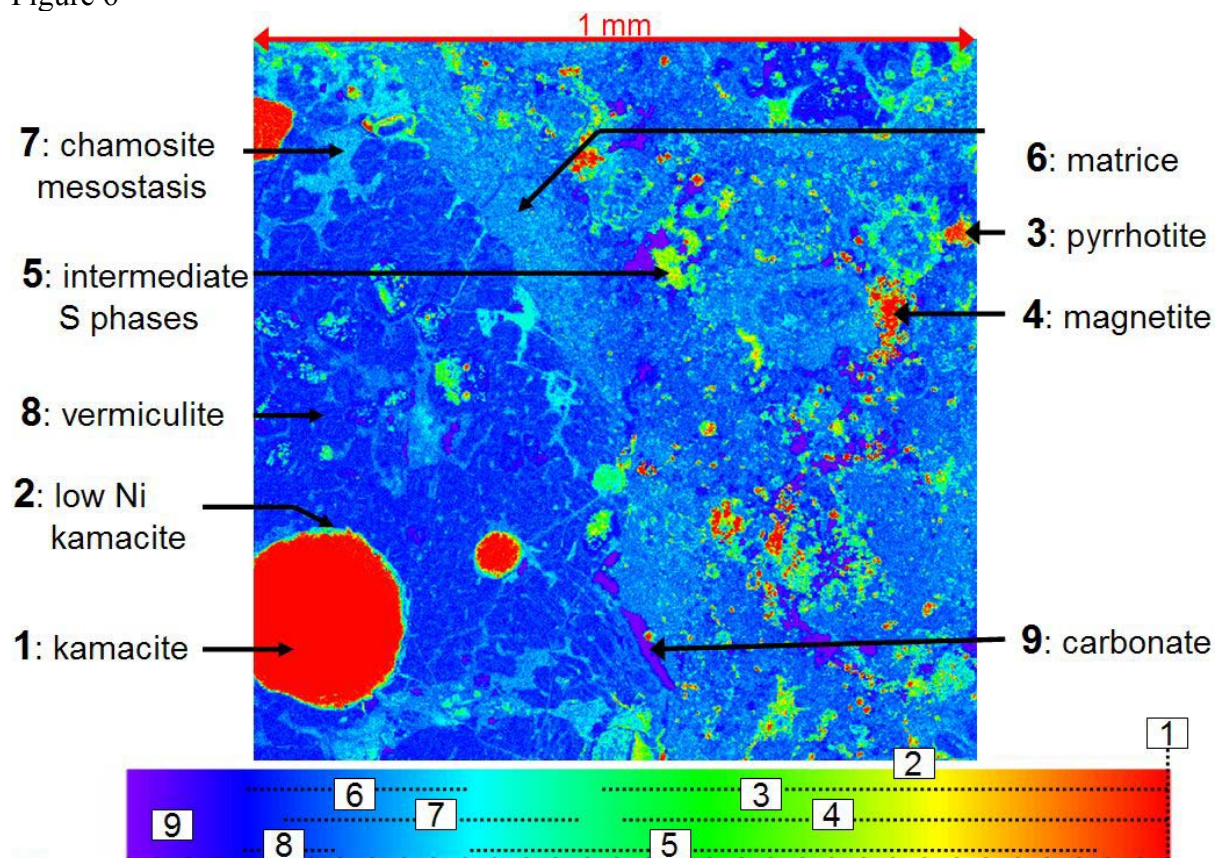 Figure 6
1 mm
7: chamosite
mesostasis
5: intermediate
S phases
8: vermiculite
2: low Ni
kamacite
1: kamacite
6: matrice
3: pyrrhotite
4: magnetite
9: carbonate
1
2
6
3
7
4
9
8
5